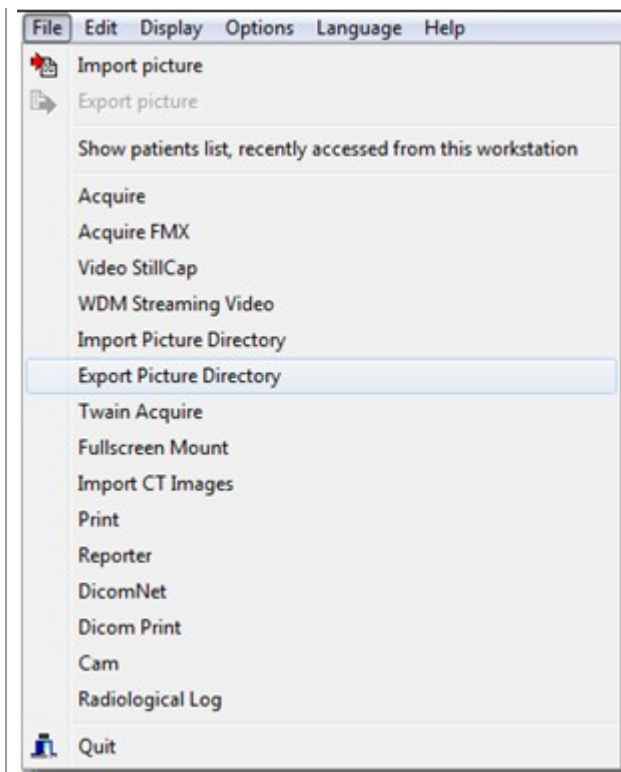 File Edit Display Options Language Help
Import picture
Export picture
Show patients list, recently accessed from this workstation
Acquire
Acquire FMX
Video StillCap
WDM Streaming Video
Import Picture Directory
Export Picture Directory
Twain Acquire
Fullscreen Mount
Import CT Images
Print
Reporter
DicomNet
Dicom Print
Cam
Radiological Log
Quit